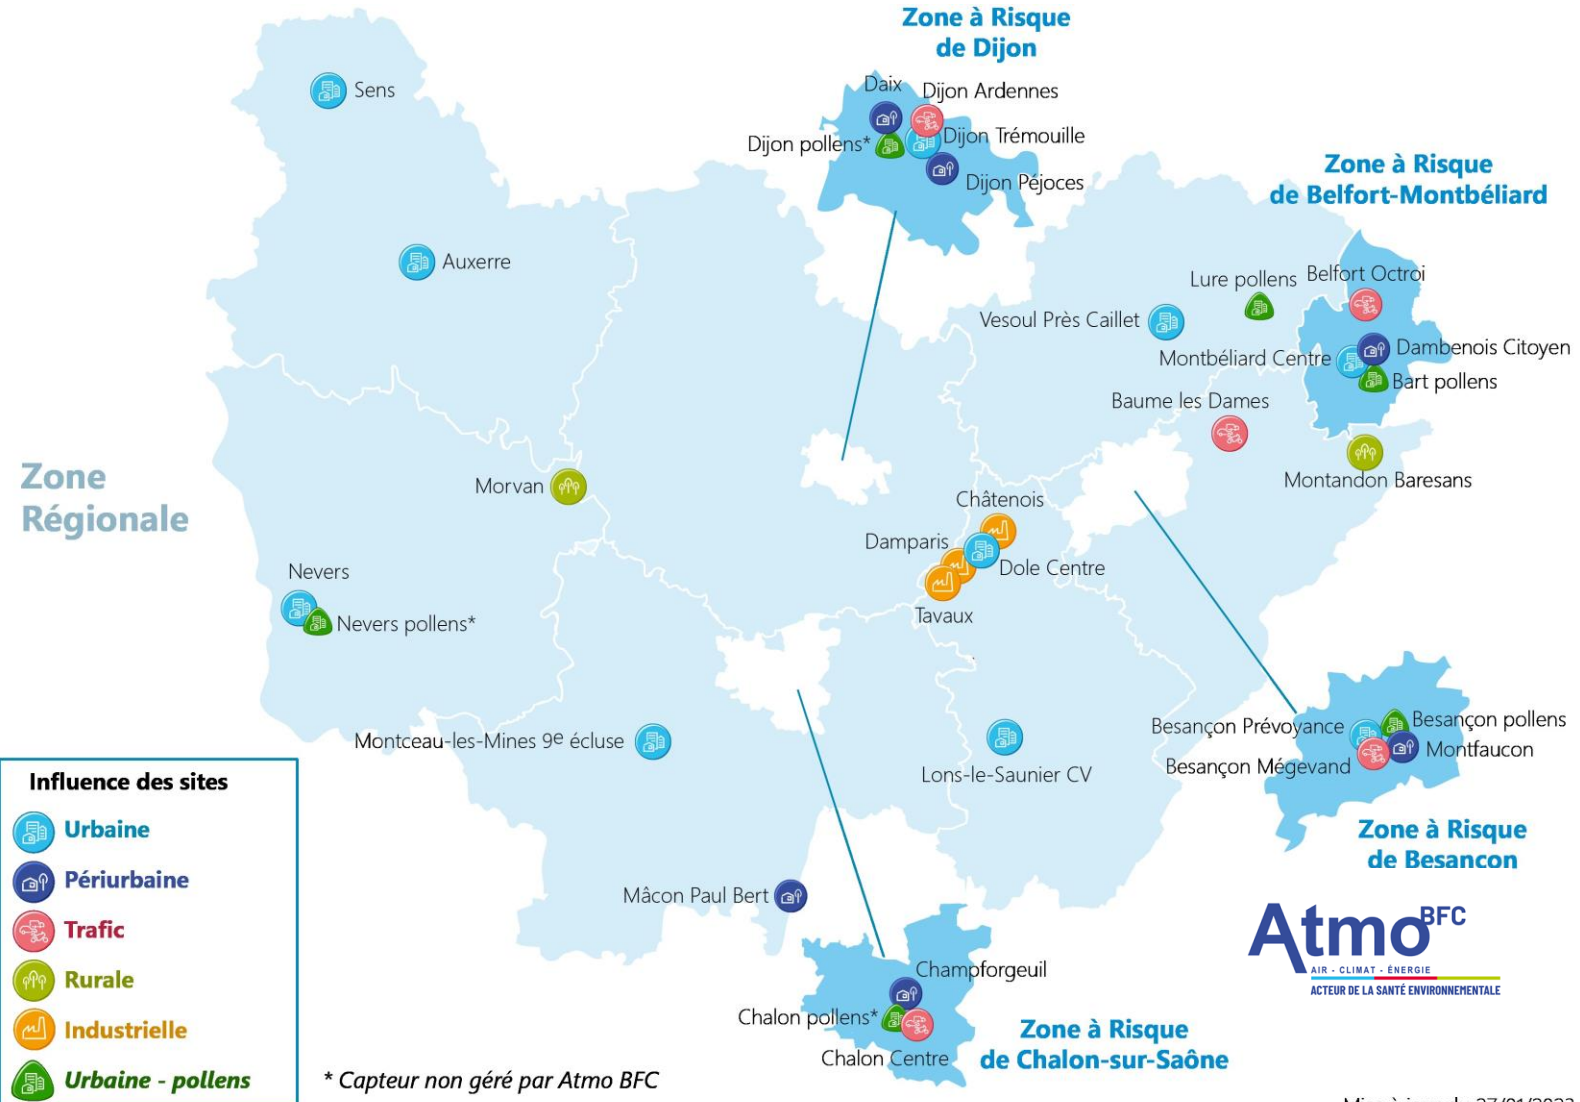 Zone à Risque
de Dijon
Sens
Daix
Dijon Ardennes
Dijon pollens*
Dijon Trémouille
Dijon Péjoces
Zone à Risque
de Belfort-Montbéliard
Auxerre
Lure pollens
Belfort Octroi
Vesoul Près Caillet
Montbéliard Centre
Dambenois Citoyen
Bart pollens
Baume les Dames
Zone
Régionale
Morvan
Montandon Baresans
Châtenois
Damparis
Dole Centre
Tavaux
Nevers
Nevers pollens*
Montceau-les-Mines 9e écluse
Lons-le-Saunier CV
Besançon Prévoyance
Besançon pollens
Besançon Mégevand
Montfaucon
Zone à Risque
de Besancon
Mâcon Paul Bert
Champforgeuil
Chalon pollens*
Chalon Centre
Zone à Risque
de Chalon-sur-Saône
Influence des sites
Urbaine
Périurbaine
Trafic
Rurale
Industrielle
Urbaine - pollens
* Capteur non géré par Atmo BFC
Atmo BFC
AIR - CLIMAT - ÉNERGIE
ACTEUR DE LA SANTÉ ENVIRONNEMENTALE